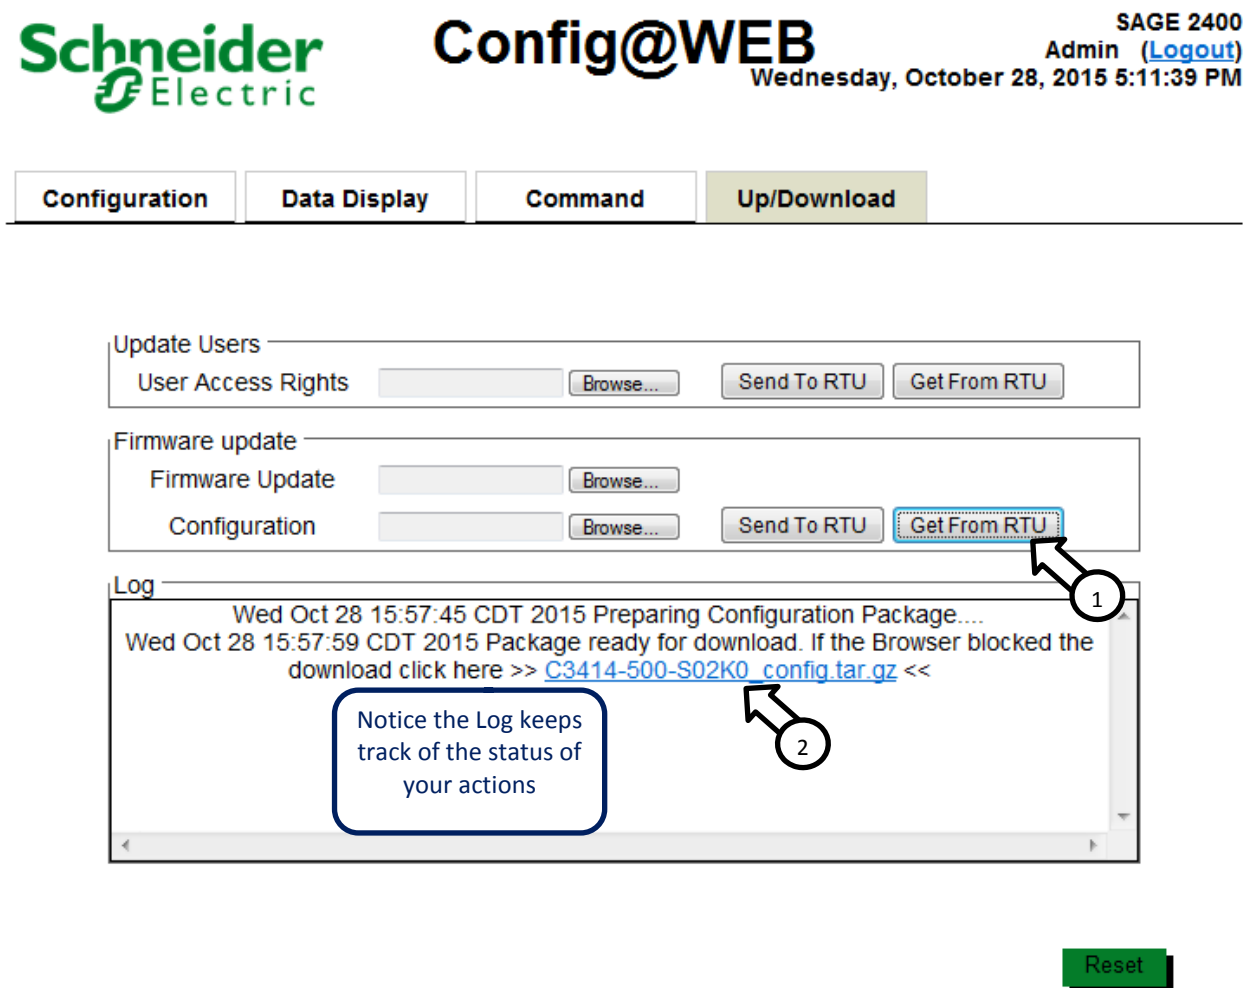 Schneider
Electric
Config@WEB
SAGE 2400
Admin (Logout)
Wednesday, October 28, 2015 5:11:39 PM
Configuration Data Display Command Up/Download
Update Users
User Access Rights Browse... Send To RTU Get From RTU
Firmware update
Firmware Update Browse...
Configuration Browse... Send To RTU Get From RTU
1
Log
Wed Oct 28 15:57:45 CDT 2015 Preparing Configuration Package....
Wed Oct 28 15:57:59 CDT 2015 Package ready for download. If the Browser blocked the
download click here >> C3414-500-S02K0_config.tar.gz <<
2
Notice the Log keeps
track of the status of
your actions
Reset